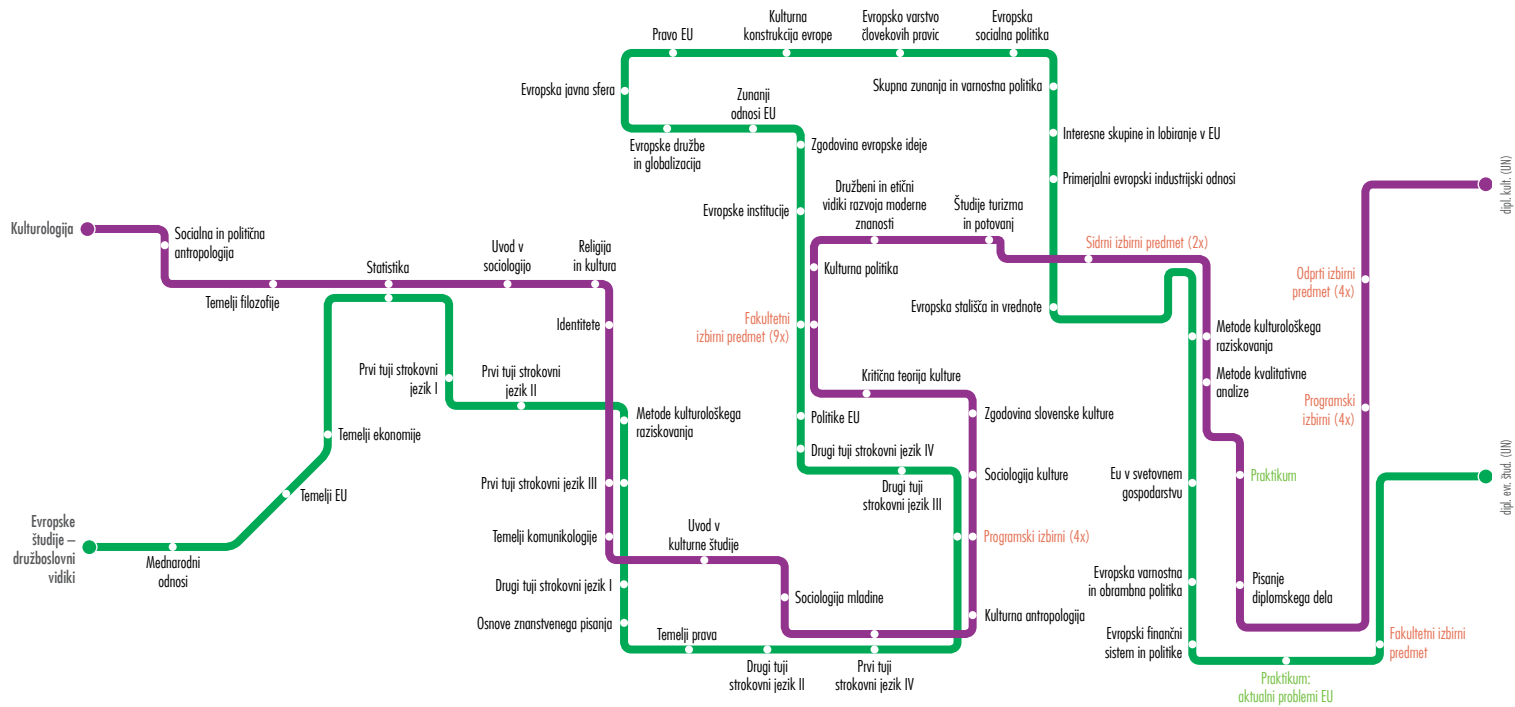 Kulturna
konstrukcija evrope
Evropsko varstvo
človekovih pravic
Evropska
socialna politika
Pravo EU
Evropska javna sfera
Skupna zunanja in varnostna politika
Zunanji
odnosi EU
Evropske družbe
in globalizacija
Zgodovina evropske ideje
Interesne skupine in lobiranje v EU
Primerjalni evropski industrijski odnosi
dipl. kult. (UN)
Družbeni in etični
vidiki razvoja moderne
znanosti
Študije turizma
in potovanj
Evropske institucije
Kulturologija
Socialna in politična
antropologija
Uvod v
sociologijo
Religija
in kultura
Sidrni izbirni predmet (2x)
Statistika
Kulturna politika
Odprti izbirni
predmet (4x)
Temelji filozofije
Evropska stališča in vrednote
Identitete
Fakultetni
izbirni predmet (9x)
Metode kulturološkega
raziskovanja
Prvi tuji strokovni
jezik I
Prvi tuji strokovni
jezik II
Kritična teorija kulture
Metode kvalitativne
analize
Programski
izbirni (4x)
Metode kulturološkega
raziskovanja
Politike EU
Zgodovina slovenske kulture
Temelji ekonomije
Drugi tuji strokovni jezik IV
dipl. evr. štud. (UN)
Prvi tuji strokovni jezik III
Drugi tuji
strokovni jezik III
Sociologija kulture
Eu v svetovnem
gospodarstvu
Praktikum
Temelji EU
Evropske
študije –
družboslovni
vidiki
Mednarodni
odnosi
Temelji komunikologije
Uvod v
kulturne študije
Programski izbirni (4x)
Drugi tuji strokovni jezik I
Sociologija mladine
Evropska varnostna
in obrambna politika
Pisanje
diplomskega dela
Osnove znanstvenega pisanja
Temelji prava
Kulturna antropologija
Evropski finančni
sistem in politike
Fakultetni izbirni
predmet
Drugi tuji
strokovni jezik II
Prvi tuji
strokovni jezik IV
Praktikum:
aktualni problemi EU